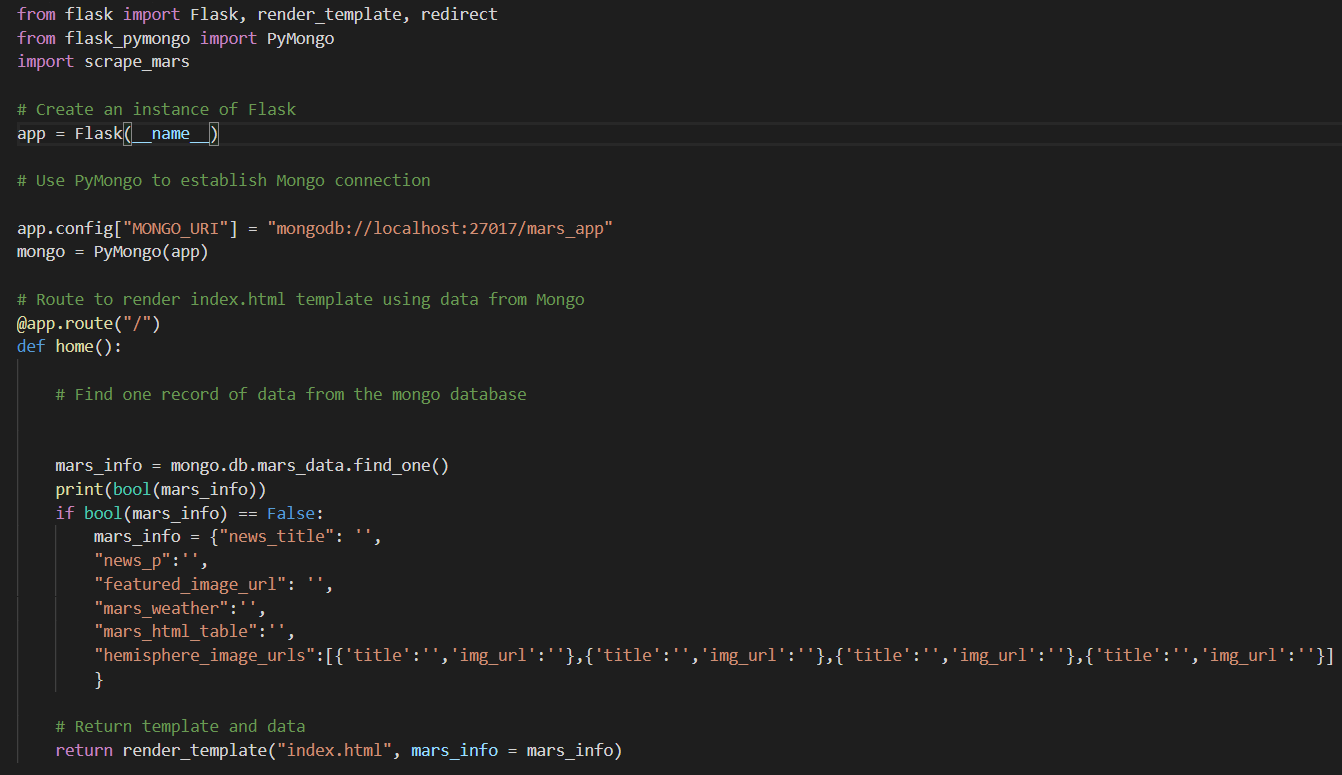 from flask import Flask, render_template, redirect
from flask_pymongo import PyMongo
import scrape_mars
# Create an instance of Flask
app = Flask(__name__)
# Use PyMongo to establish Mongo connection
app.config["MONGO_URI"] = "mongodb://localhost:27017/mars_app"
mongo = PyMongo(app)
# Route to render index.html template using data from Mongo
@app.route("/")
def home():
    # Find one record of data from the mongo database
    mars_info = mongo.db.mars_data.find_one()
    print(bool(mars_info))
    if bool(mars_info) == False:
        mars_info = {"news_title": '',
        "news_p":'',
        "featured_image_url": '',
        "mars_weather":'',
        "mars_html_table":'',
        "hemisphere_image_urls":[{'title':'','img_url':''},{'title':'','img_url':''},{'title':'','img_url':''},{'title':'','img_url':''}]
        }
    # Return template and data
    return render_template("index.html", mars_info = mars_info)